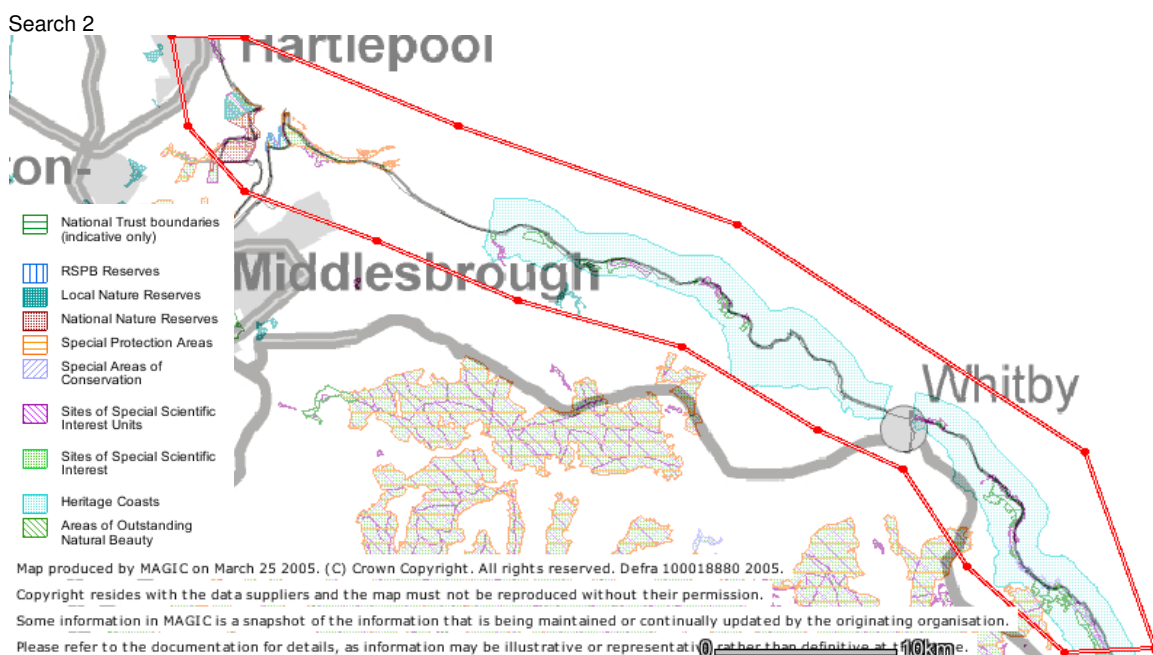 Search 2
Hartlepool
ton-
National Trust boundaries
(indicative only)
RSPB Reserves
Local Nature Reserves
Middlesbrough
National Nature Reserves
Special Protection Areas
Special Areas of
Conservation
Whitby
Sites of Special Scientific
Interest Units
Sites of Special Scientific
Interest
Heritage Coasts
Areas of Outstanding
Natural Beauty
Map produced by MAGIC on March 25 2005. (C) Crown Copyright. All rights reserved. Defra 100018880 2005.
Copyright resides with the data suppliers and the map must not be reproduced without their permission.
Some information in MAGIC is a snapshot of the information that is being maintained or continually updated by the originating organisation.
Please refer to the documentation for details, as information may be illustrative or representative rather than definitive at
0 10km